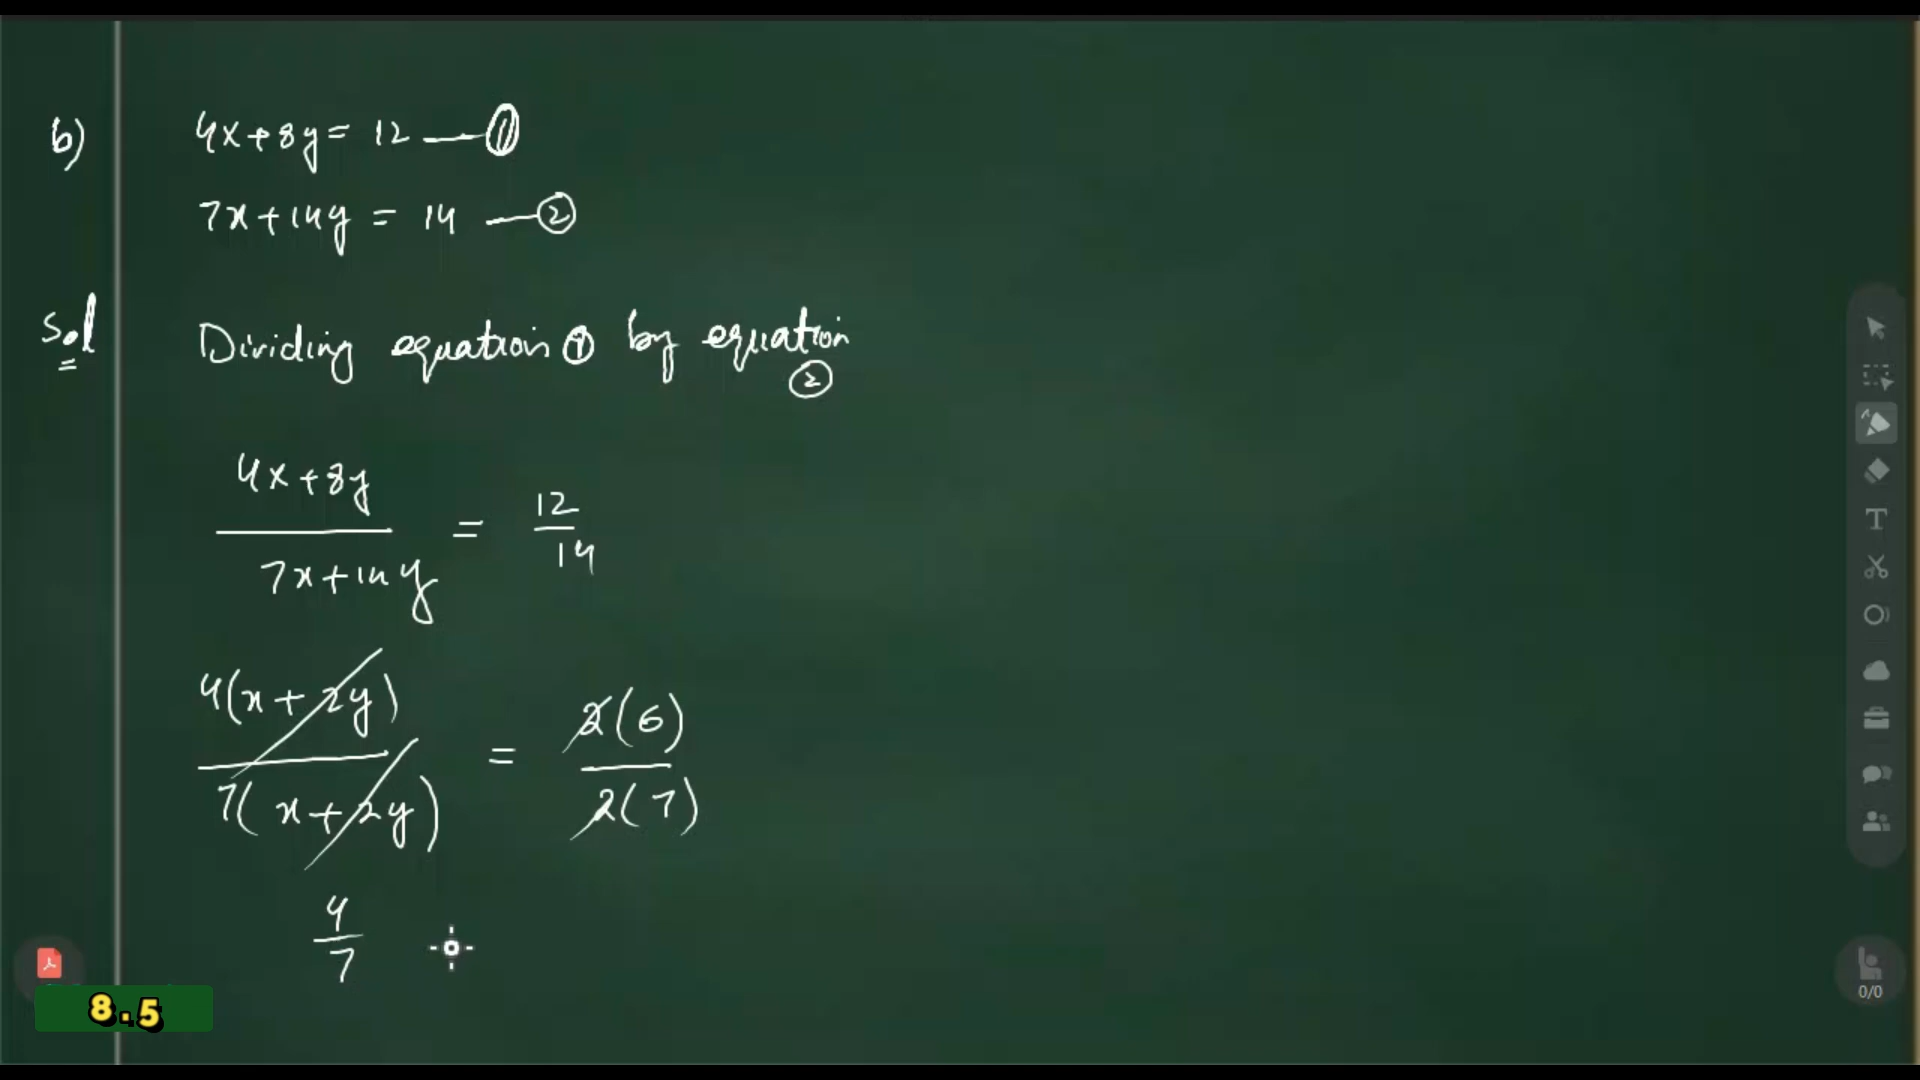 b) 4x+8y = 12 — ①
7x+14y = 14 — ②
Sol Dividing equation ① by equation
②
4x+8y / 7x+14y = 12/14
4(x+2y) / 7(x+2y) = 2(6) / 2(7)
4/7
8.5
T
0/0